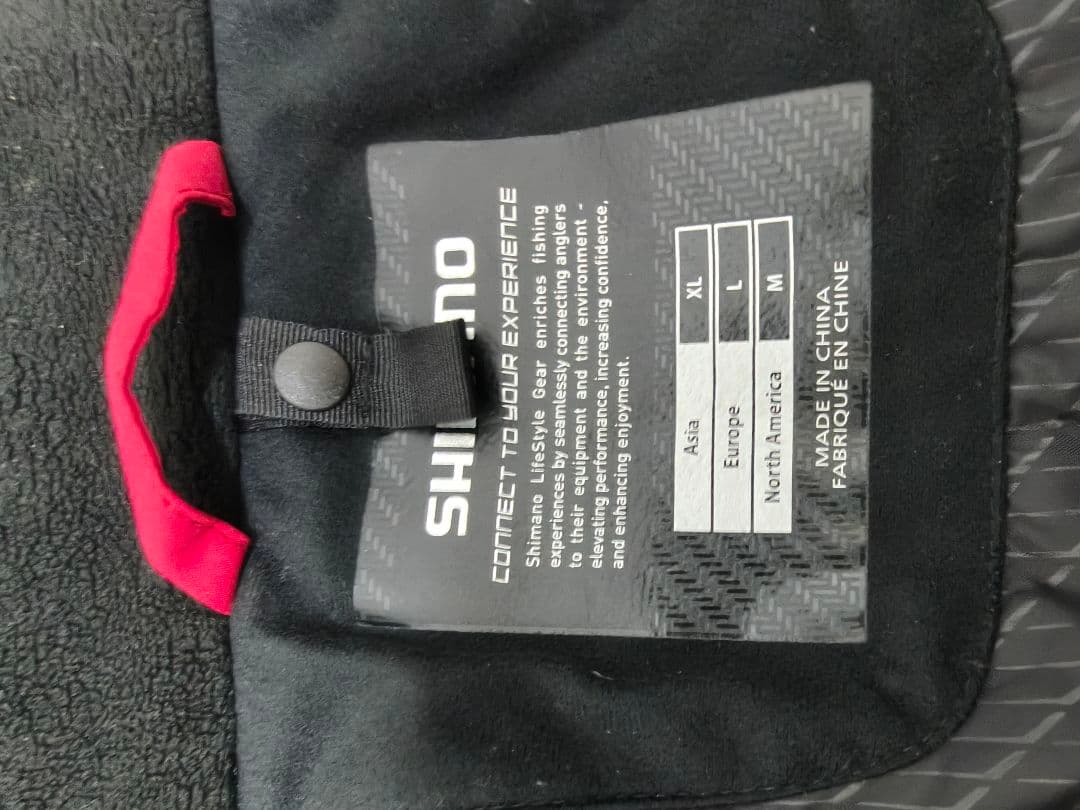 SHIMANO
CONNECT TO YOUR EXPERIENCE
Shimano LifeStyle Gear enriches fishing
experiences by seamlessly connecting anglers
to their equipment and the environment -
elevating performance, increasing confidence,
and enhancing enjoyment.
Asia XL
Europe L
North America M
MADE IN CHINA
FABRIQUÉ EN CHINE